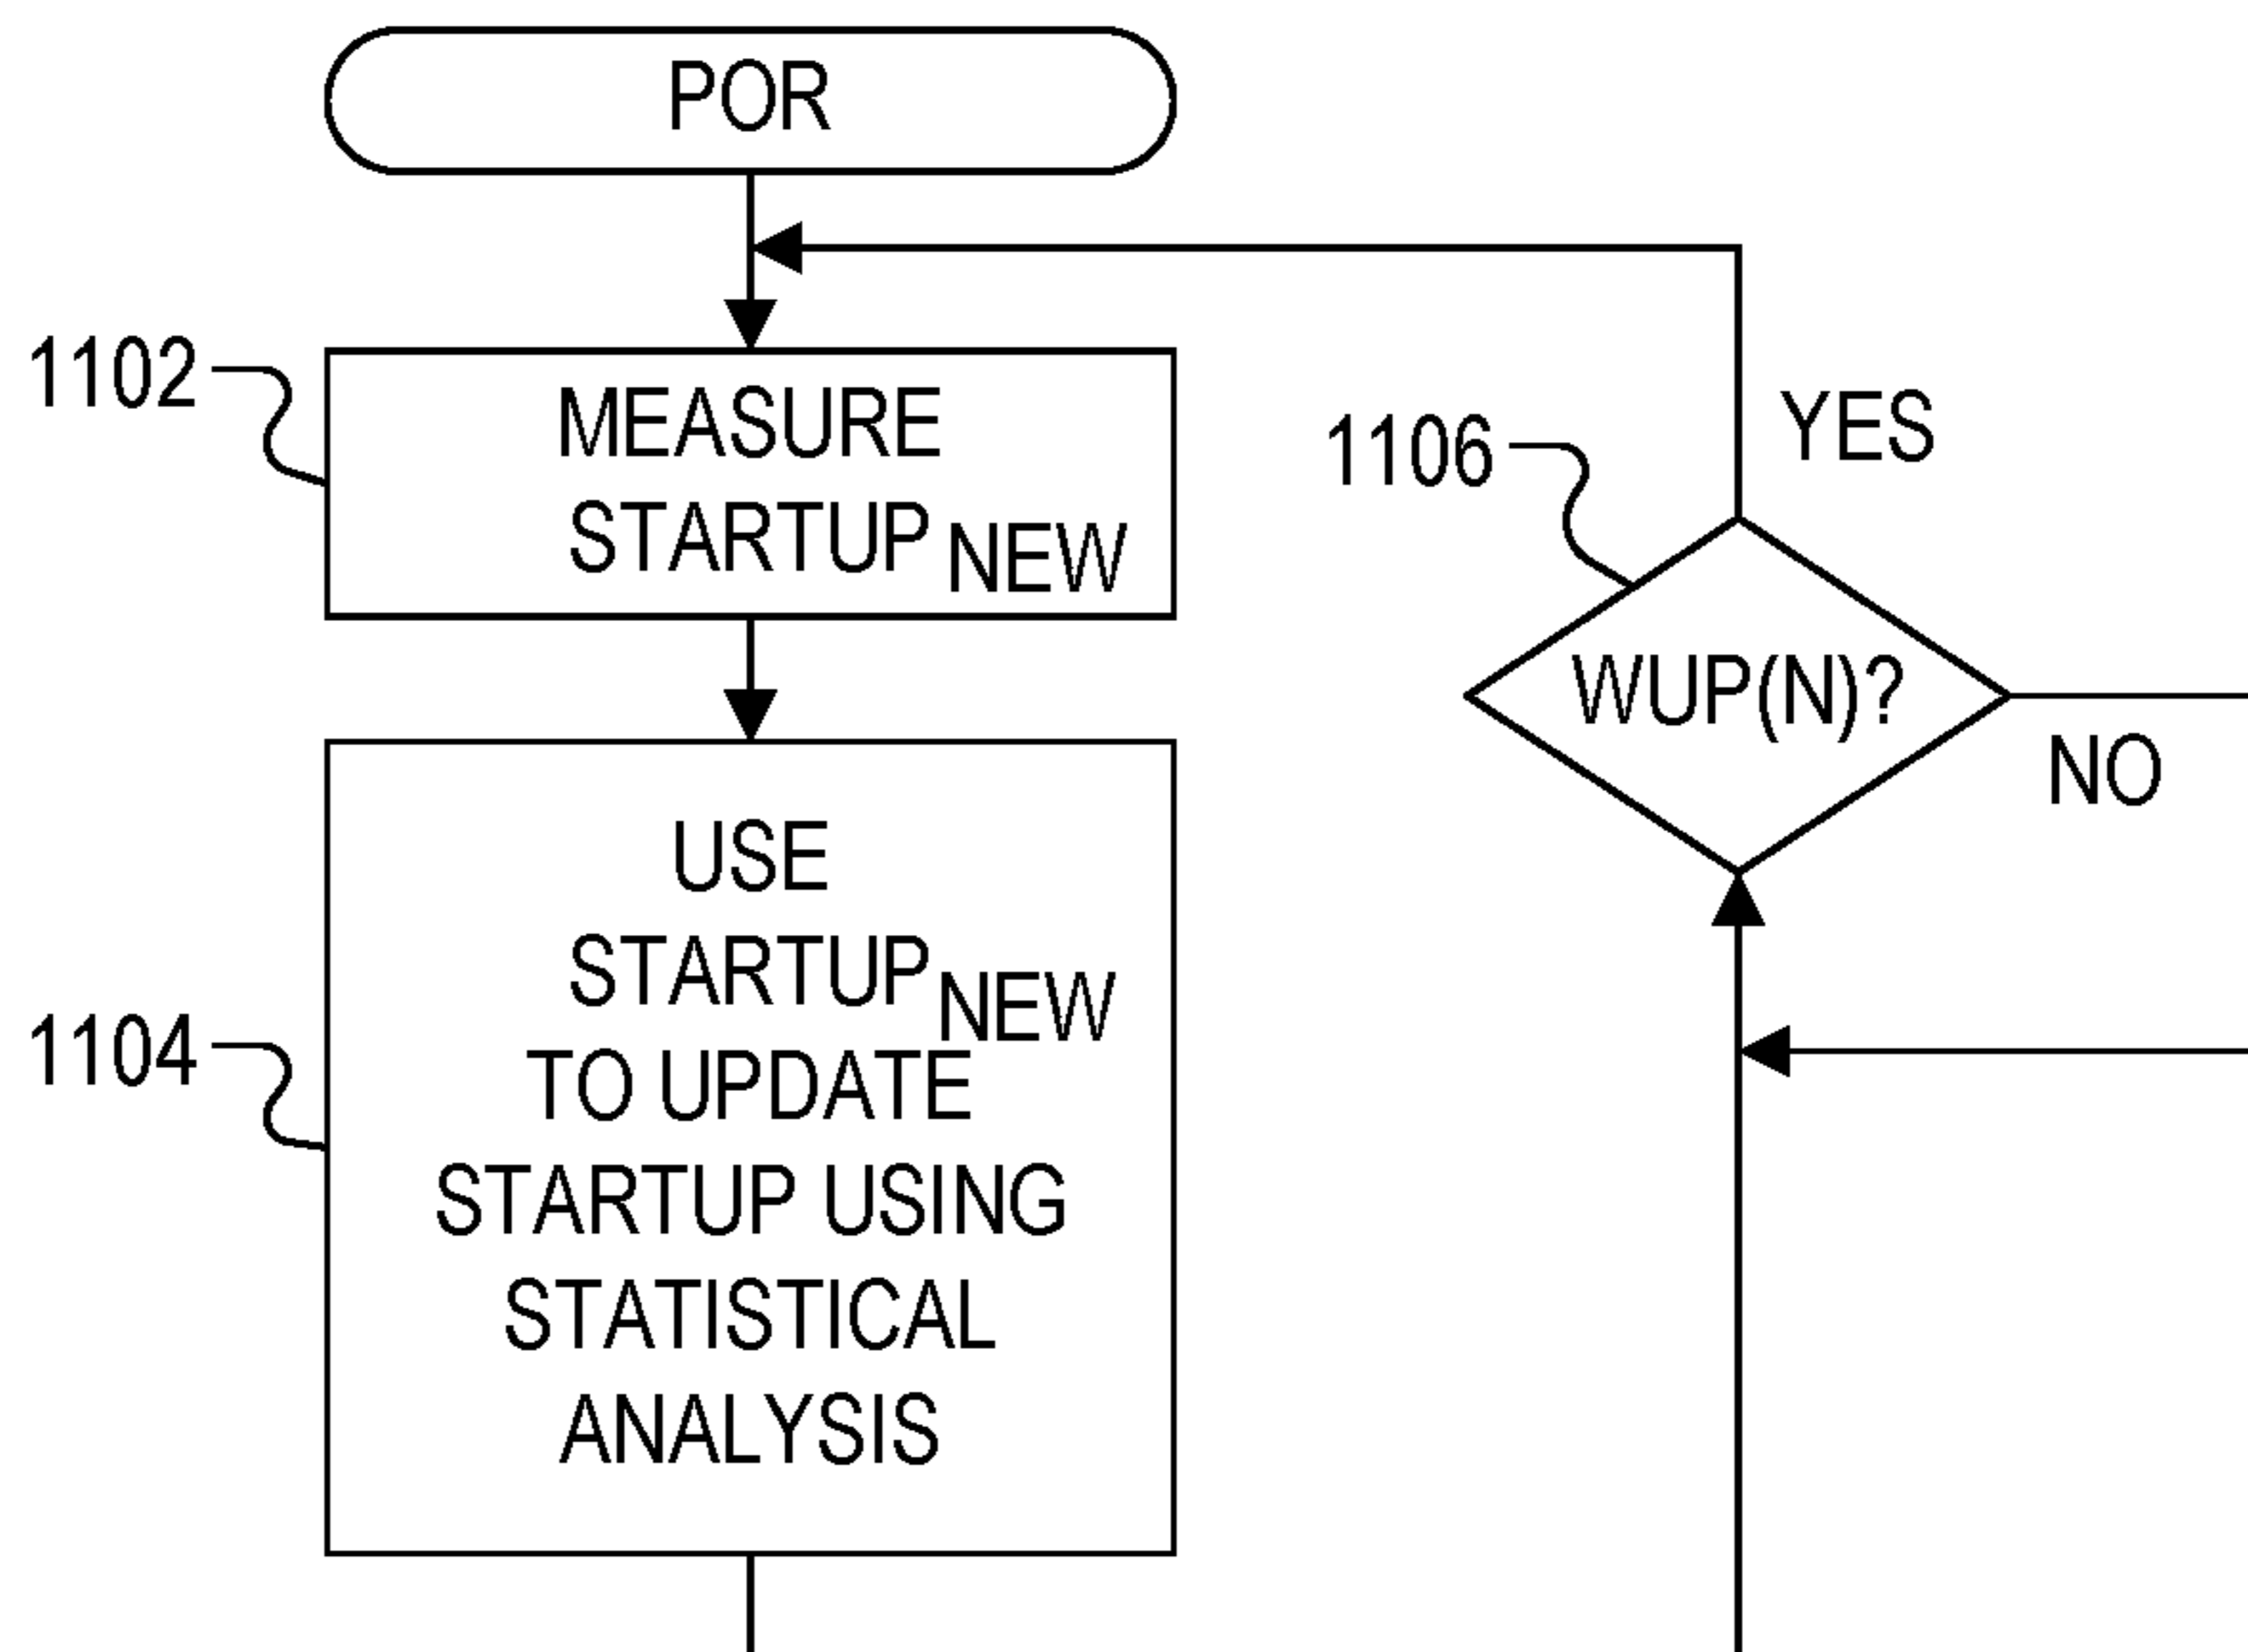 POR
1102
MEASURE
STARTUP NEW
1104
USE
STARTUP NEW
TO UPDATE
STARTUP USING
STATISTICAL
ANALYSIS
1106
YES
WUP(N)?
NO